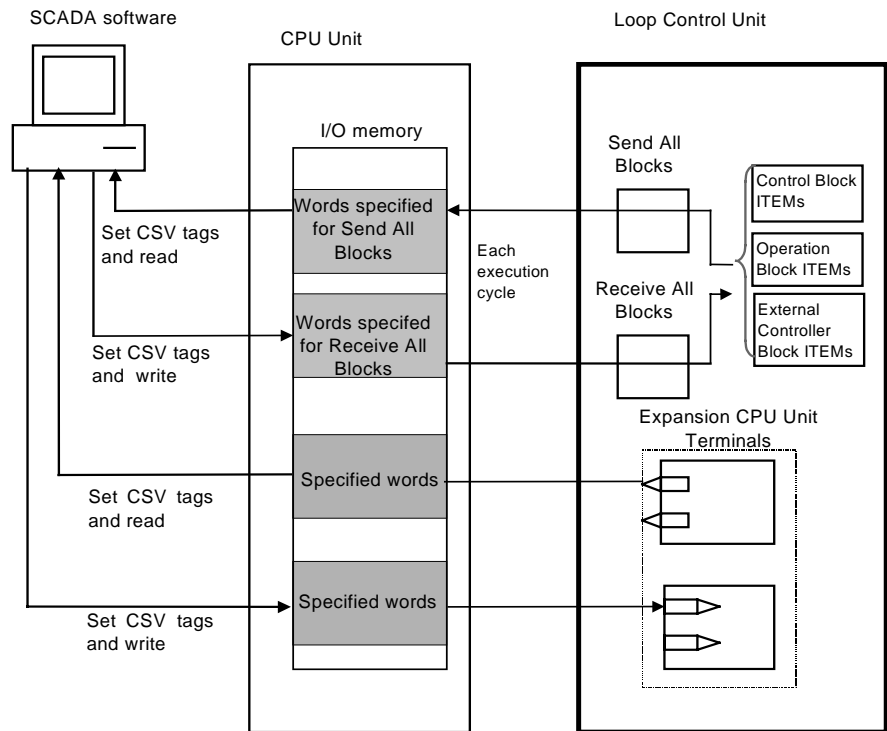 SCADA software
CPU Unit
Loop Control Unit
I/O memory
Send All
Blocks
Control Block
ITEMs
Words specified
for Send All
Blocks
Set CSV tags
and read
Each
execution
cycle
Operation
Block ITEMs
Receive All
Blocks
External
Controller
Block ITEMs
Words specifed
for Receive All
Blocks
Set CSV tags
and write
Expansion CPU Unit
Terminals
Specified words
Set CSV tags
and read
Specified words
Set CSV tags
and write